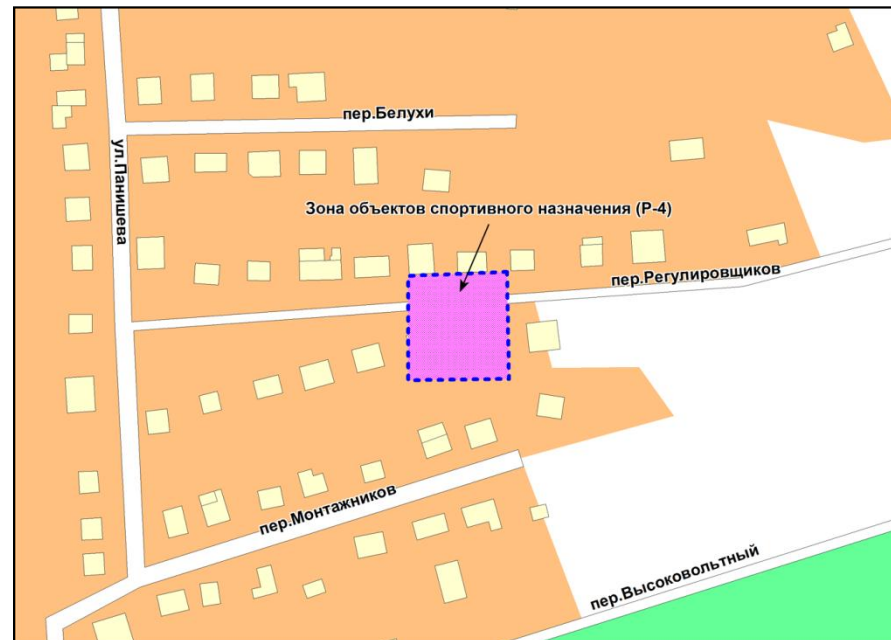 пер.Белухи
ул.Панишева
Зона объектов спортивного назначения (Р-4)
пер.Регулировщиков
пер.Монтажников
пер.Высоковольтный